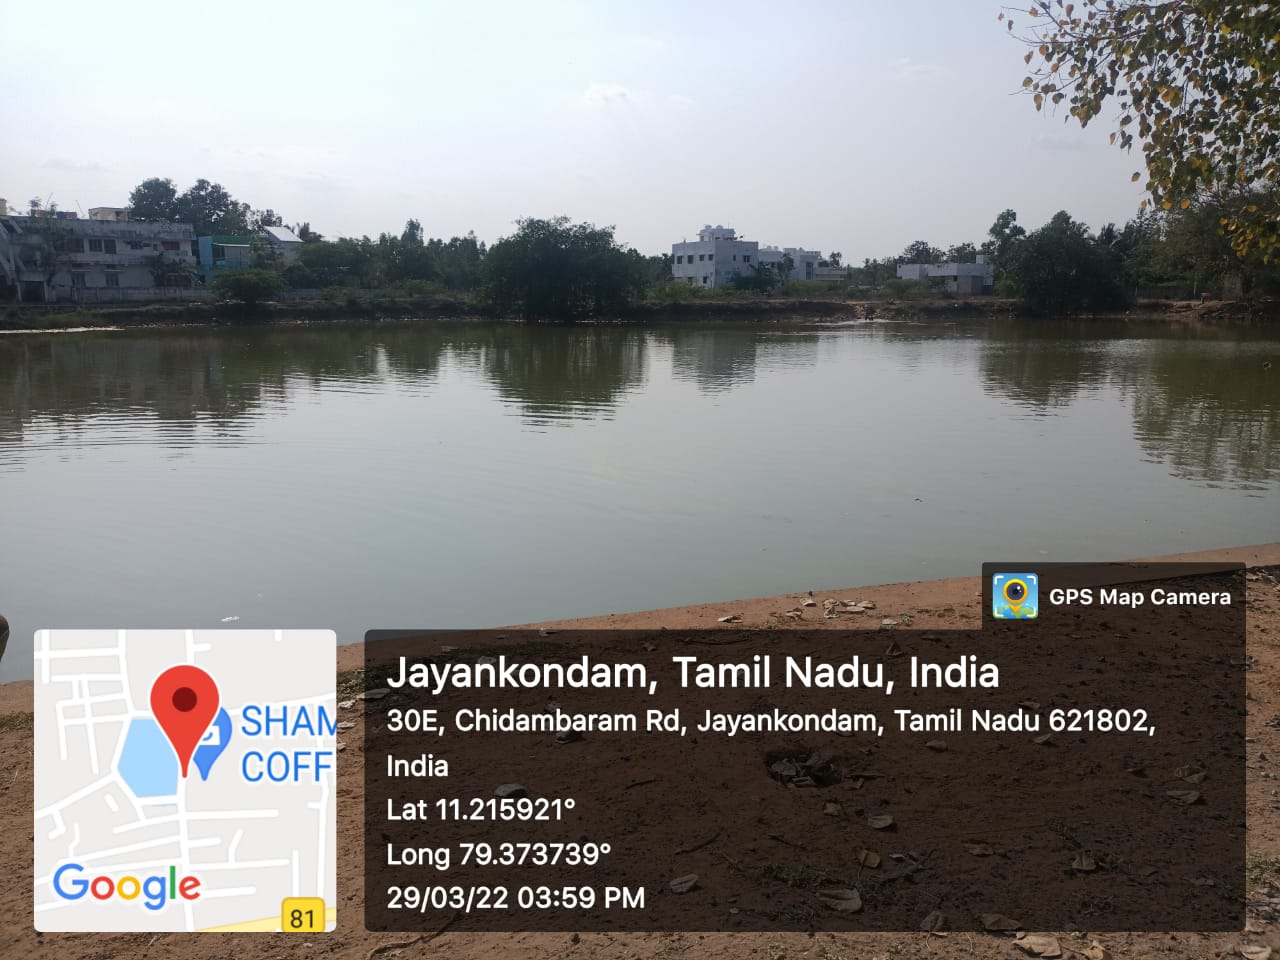 GPS Map Camera
Jayankondam, Tamil Nadu, India
30E, Chidambaram Rd, Jayankondam, Tamil Nadu 621802,
India
Lat 11.215921°
Long 79.373739°
29/03/22 03:59 PM
SHAM
COFF
Google
81